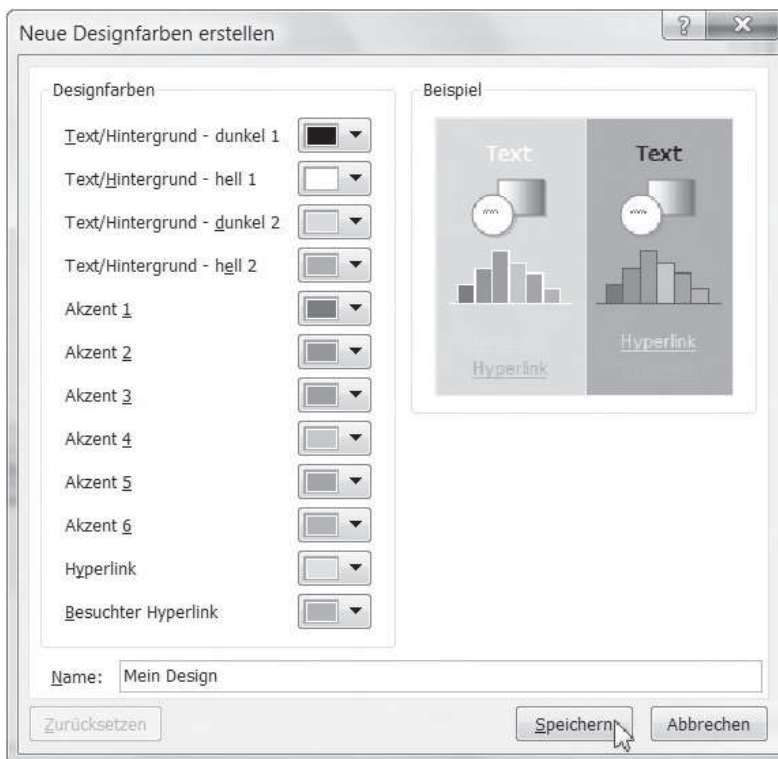 Neue Designfarben erstellen
Designfarben
Text/Hintergrund - dunkel 1
Text/Hintergrund - hell 1
Text/Hintergrund - dunkel 2
Text/Hintergrund - hell 2
Akzent 1
Akzent 2
Akzent 3
Akzent 4
Akzent 5
Akzent 6
Hyperlink
Besuchter Hyperlink
Beispiel
Text
Text
Hyperlink
Hyperlink
Name: Mein Design
Zurücksetzen
Speichern
Abbrechen